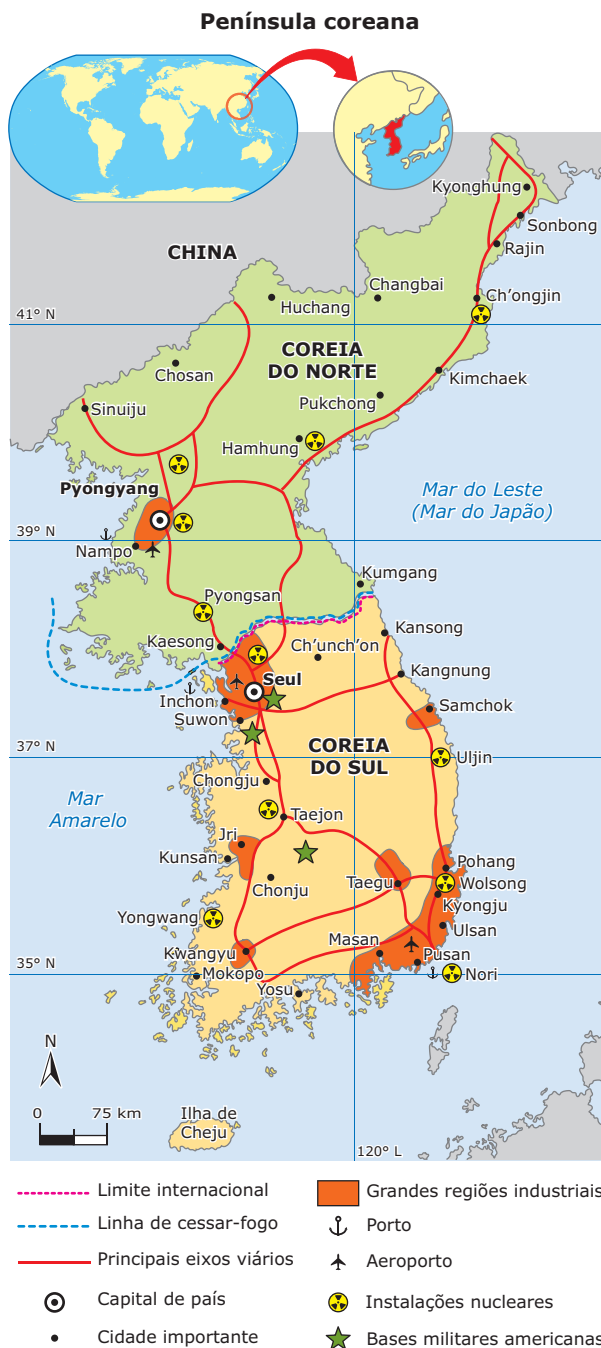 Península coreana
Kyonghung
Sonbong
CHINA
Rajin
Changbai
Huchang
Ch'ongjin
41° N
COREIA
DO NORTE
Chosan
Kimchaek
Sinuiju
Pukchong
Hamhung
Pyongyang
Mar do Leste
(Mar do Japão)
39° N
Nampo
Kumgang
Pyongsan
Kansong
Kaesong
Ch'unch'on
Kangnung
Seul
Inchon
Samchok
Suwon
37° N
COREIA
DO SUL
Uljin
Chongju
Mar
Amarelo
Taejon
Jri
Kunsan
Pohang
Taegu
Wolsong
Chonju
Kyongju
Yongwang
Ulsan
Masan
Kwangyu
Pusan
35° N
Mokopo
Nori
Yosu
N
0 75 km
Ilha de
Cheju
120° L
Limite internacional
Grandes regiões industriais
Linha de cessar-fogo
Porto
Principais eixos viários
Aeroporto
Capital de país
Instalações nucleares
Cidade importante
Bases militares americanas